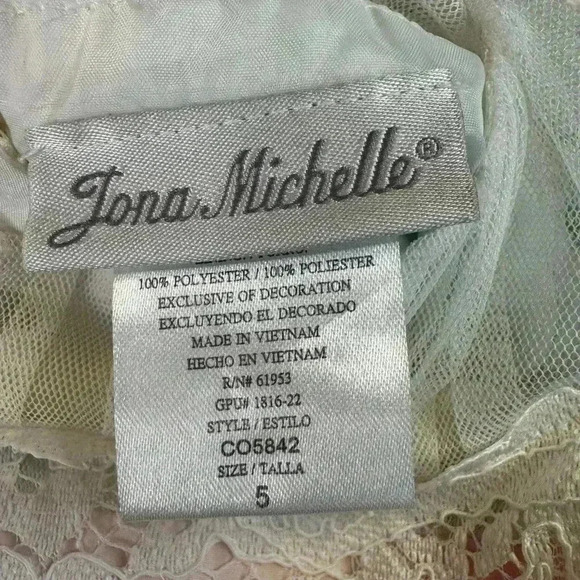 Jona Michelle®
100% POLYESTER / 100% POLIESTER
EXCLUSIVE OF DECORATION
EXCLUYENDO EL DECORADO
MADE IN VIETNAM
HECHO EN VIETNAM
R/N# 61953
GPU# 1816-22
STYLE / ESTILO
CO5842
SIZE / TALLA
5